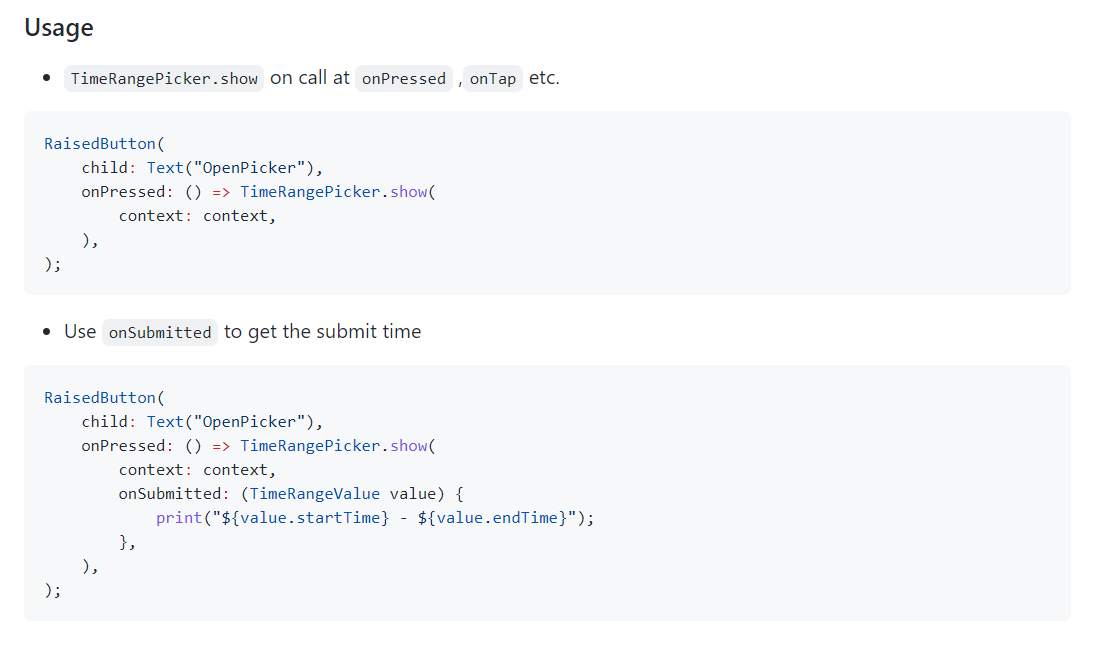 Usage
• TimeRangePicker.show on call at onPressed , onTap etc.
RaisedButton(
    child: Text("OpenPicker"),
    onPressed: () => TimeRangePicker.show(
        context: context,
    ),
);
• Use onSubmitted to get the submit time
RaisedButton(
    child: Text("OpenPicker"),
    onPressed: () => TimeRangePicker.show(
        context: context,
        onSubmitted: (TimeRangeValue value) {
            print("${value.startTime} - ${value.endTime}");
        },
    ),
);